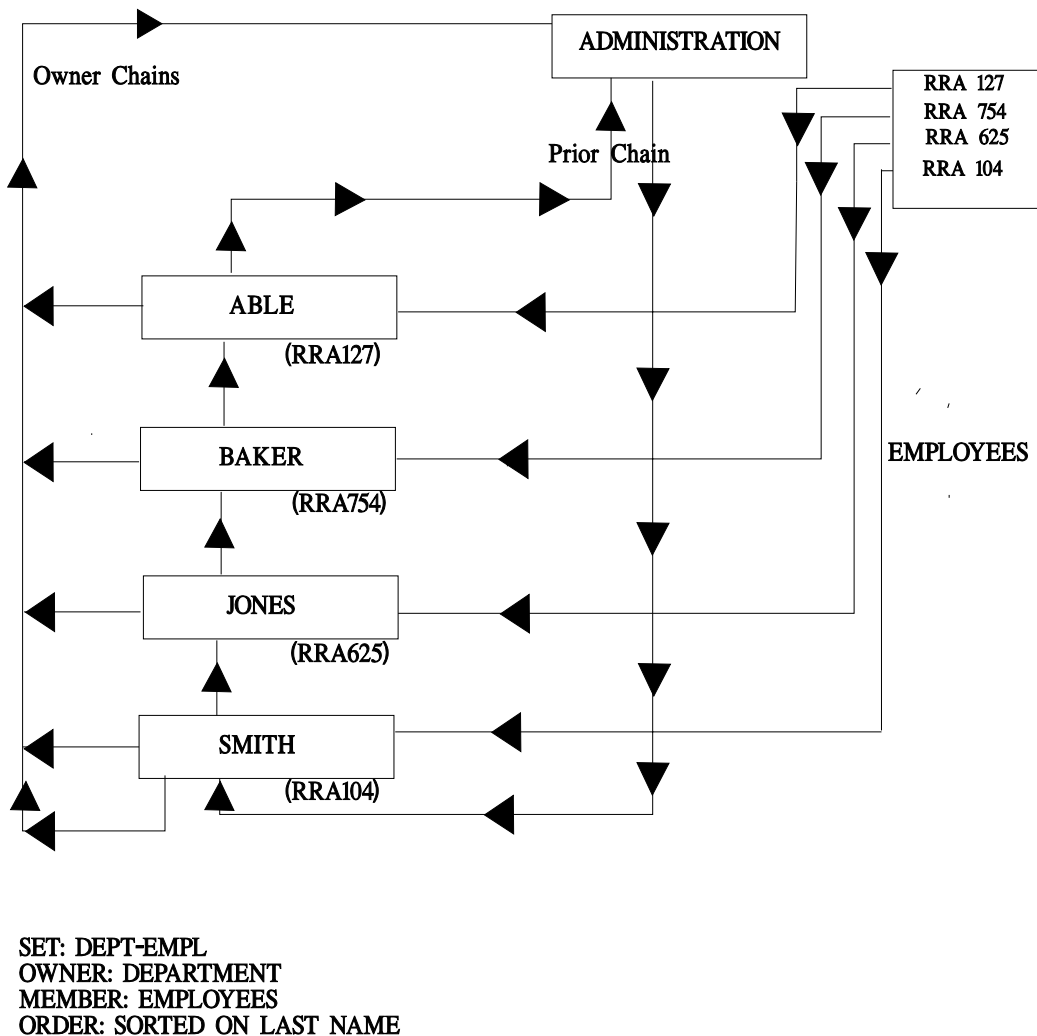 ADMINISTRATION
Owner Chains
RRA 127
RRA 754
RRA 625
RRA 104
Prior Chain
ABLE
(RRA127)
BAKER
EMPLOYEES
(RRA754)
JONES
(RRA625)
SMITH
(RRA104)
SET: DEPT-EMPL
OWNER: DEPARTMENT
MEMBER: EMPLOYEES
ORDER: SORTED ON LAST NAME